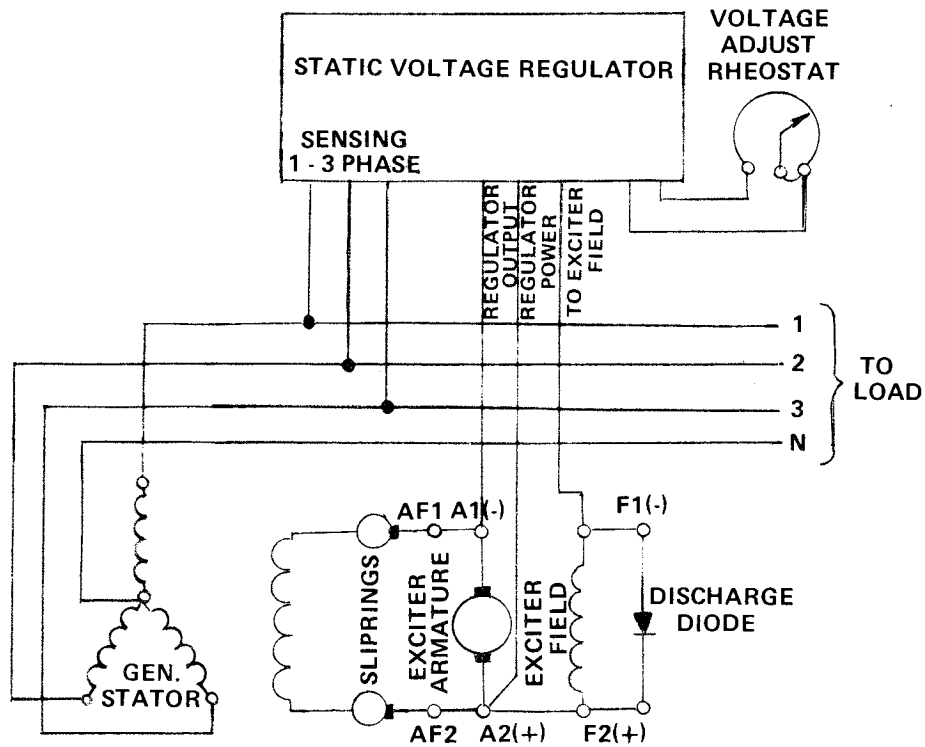 VOLTAGE
ADJUST
RHEOSTAT
STATIC VOLTAGE REGULATOR
SENSING
1 - 3 PHASE
REGULATOR
OUTPUT
REGULATOR
POWER
TO EXCITER
FIELD
1
2
3
N
TO
LOAD
AF1 A1(-)
F1(-)
SLIPRINGS
EXCITER
ARMATURE
EXCITER
FIELD
DISCHARGE
DIODE
GEN.
STATOR
AF2 A2(+) F2(+)